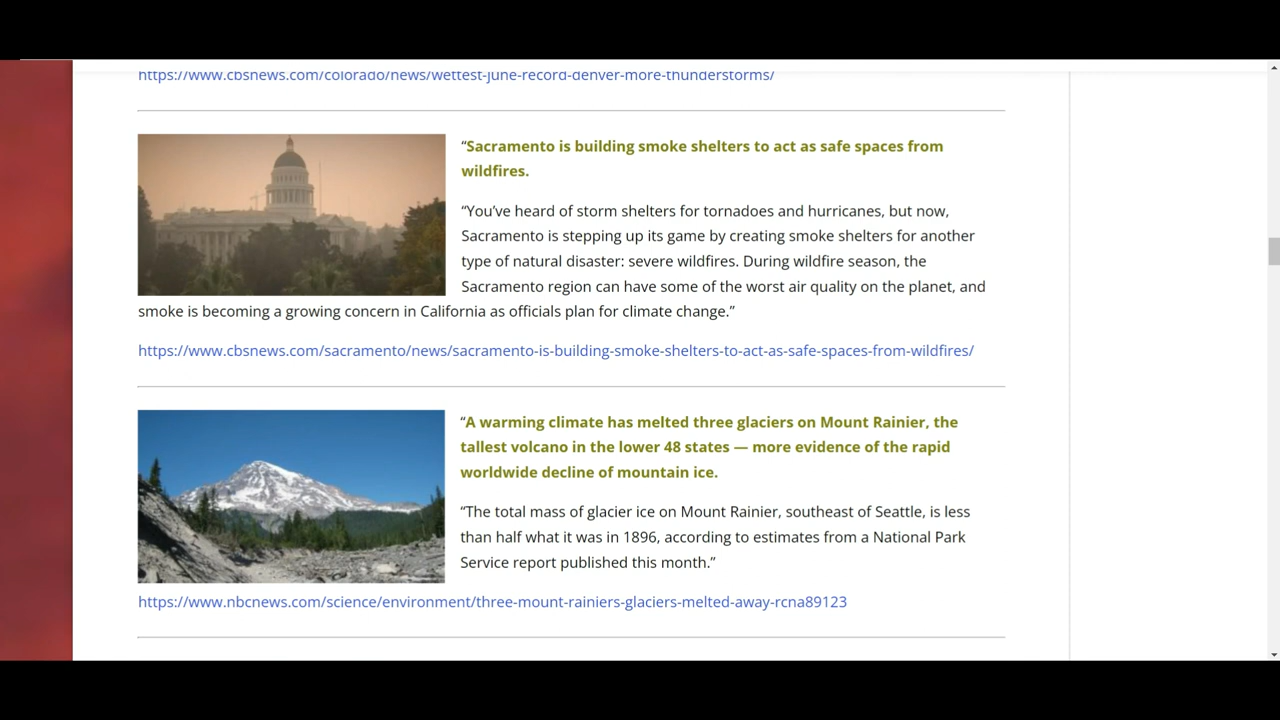 https://www.cbsnews.com/colorado/news/wettest-june-record-denver-more-thunderstorms/
“Sacramento is building smoke shelters to act as safe spaces from
wildfires.
“You’ve heard of storm shelters for tornadoes and hurricanes, but now,
Sacramento is stepping up its game by creating smoke shelters for another
type of natural disaster: severe wildfires. During wildfire season, the
Sacramento region can have some of the worst air quality on the planet, and
smoke is becoming a growing concern in California as officials plan for climate change.”
https://www.cbsnews.com/sacramento/news/sacramento-is-building-smoke-shelters-to-act-as-safe-spaces-from-wildfires/
“A warming climate has melted three glaciers on Mount Rainier, the
tallest volcano in the lower 48 states — more evidence of the rapid
worldwide decline of mountain ice.
“The total mass of glacier ice on Mount Rainier, southeast of Seattle, is less
than half what it was in 1896, according to estimates from a National Park
Service report published this month.”
https://www.nbcnews.com/science/environment/three-mount-rainiers-glaciers-melted-away-rcna89123